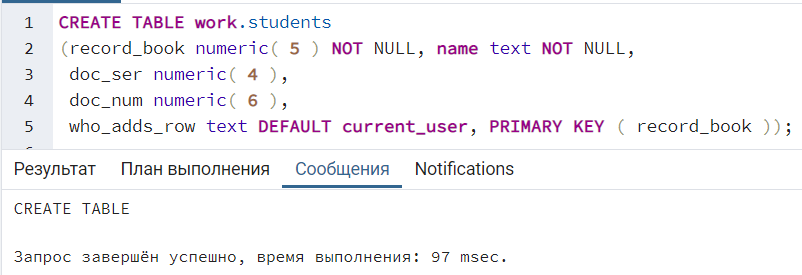 1 CREATE TABLE work.students
2 (record_book numeric( 5 ) NOT NULL, name text NOT NULL,
3 doc_ser numeric( 4 ),
4 doc_num numeric( 6 ),
5 who_adds_row text DEFAULT current_user, PRIMARY KEY ( record_book ));
Результат План выполнения Сообщения Notifications
CREATE TABLE
Запрос завершён успешно, время выполнения: 97 msec.